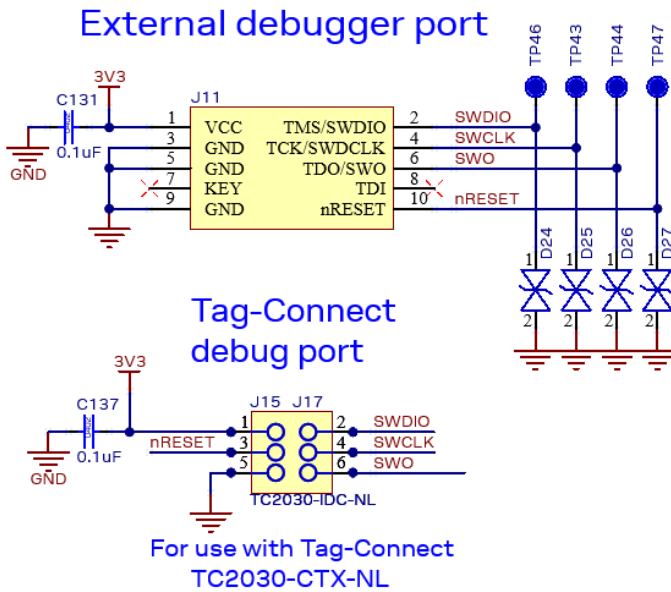 External debugger port
TP46
TP43
TP44
TP47
3V3
C131
0402
0.1uF
GND
J11
1 VCC TMS/SWDIO 2 SWDIO
3 GND TCK/SWDCLK 4 SWCLK
5 GND TDO/SWO 6 SWO
7 KEY TDI 8
9 GND nRESET 10 nRESET
D24
D25
D26
D27
1 1 1 1
2 2 2 2
Tag-Connect
debug port
3V3
C137
0402
0.1uF
GND
J15 J17
1 2 SWDIO
nRESET 3 4 SWCLK
5 6 SWO
TC2030-IDC-NL
For use with Tag-Connect
TC2030-CTX-NL